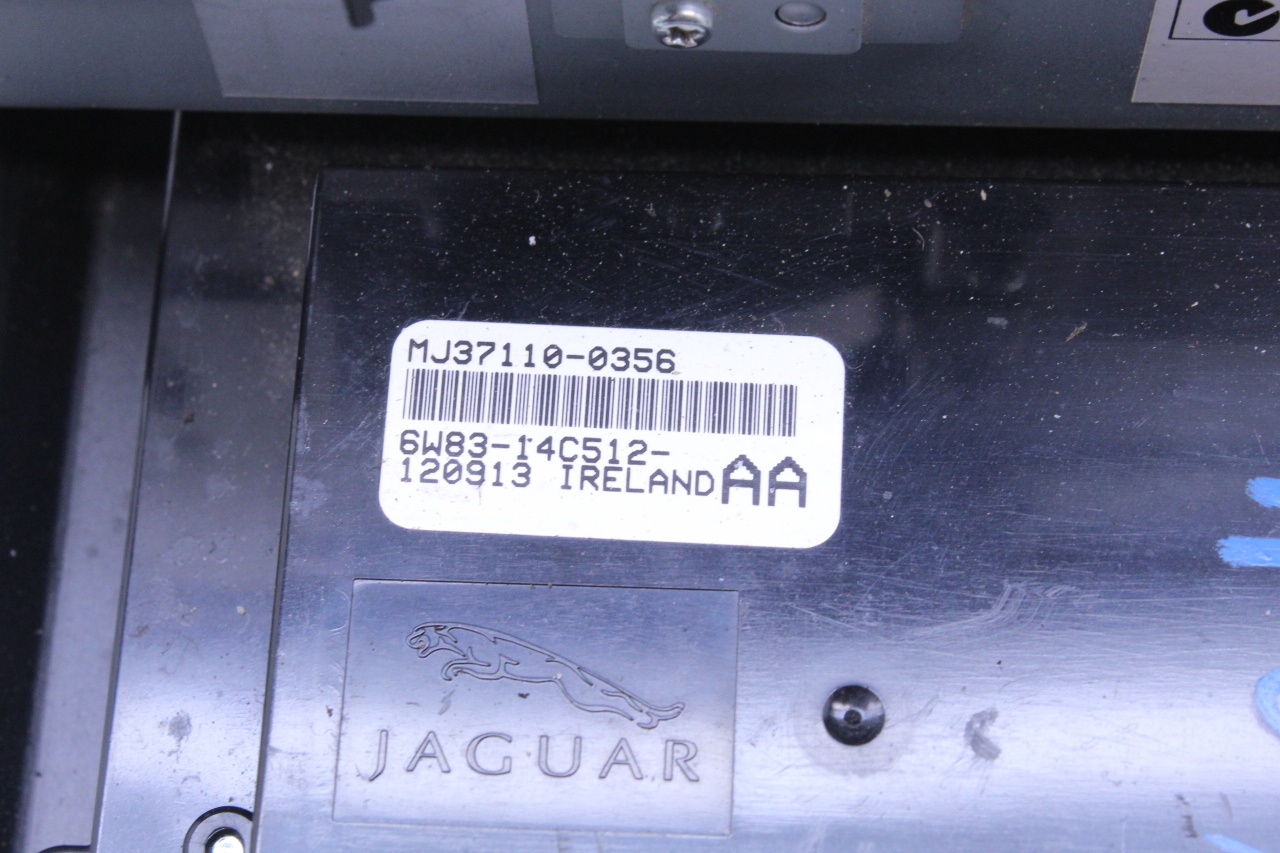 MJ37110-0356
6W83-14C512-
120913 IRELAND AA
JAGUAR